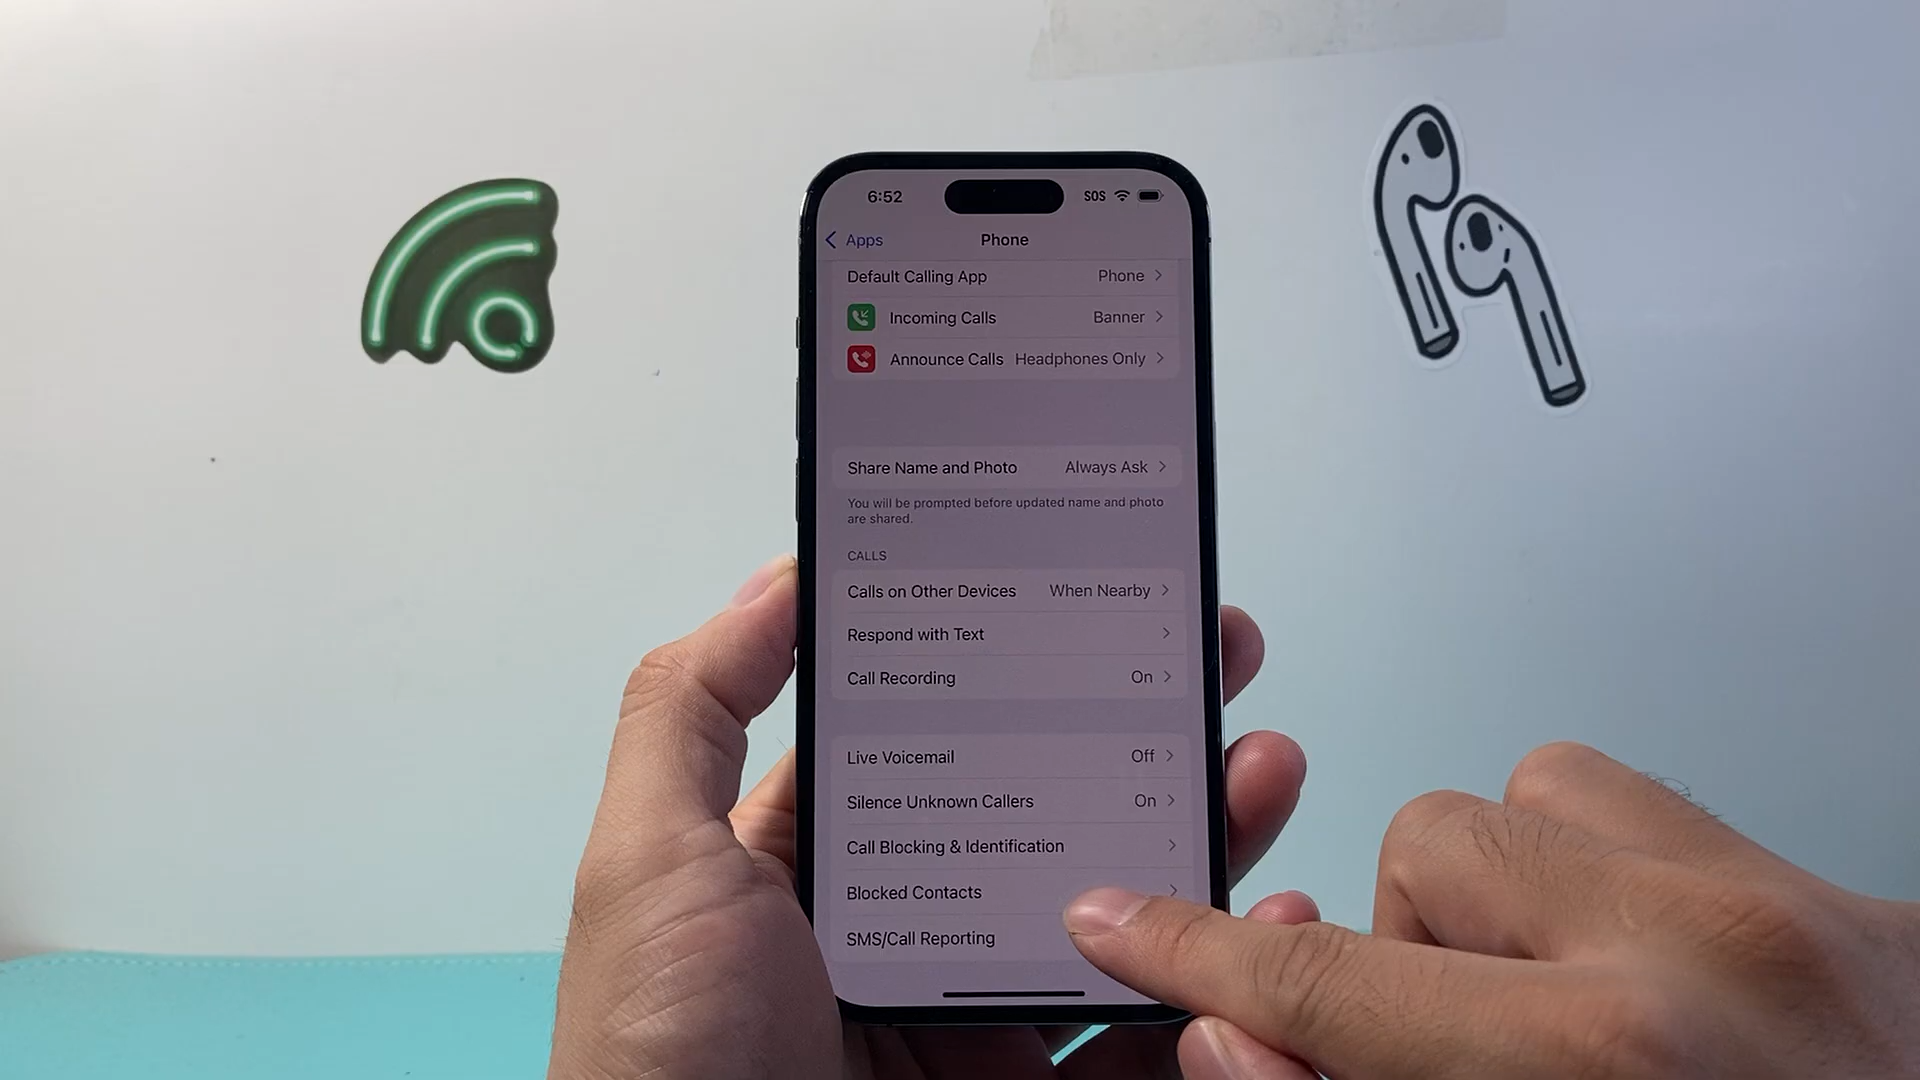 6:52
SOS
Apps
Phone
Default Calling App Phone
Incoming Calls Banner
Announce Calls Headphones Only
Share Name and Photo Always Ask
You will be prompted before updated name and photo
are shared.
CALLS
Calls on Other Devices When Nearby
Respond with Text
Call Recording On
Live Voicemail Off
Silence Unknown Callers On
Call Blocking & Identification
Blocked Contacts
SMS/Call Reporting